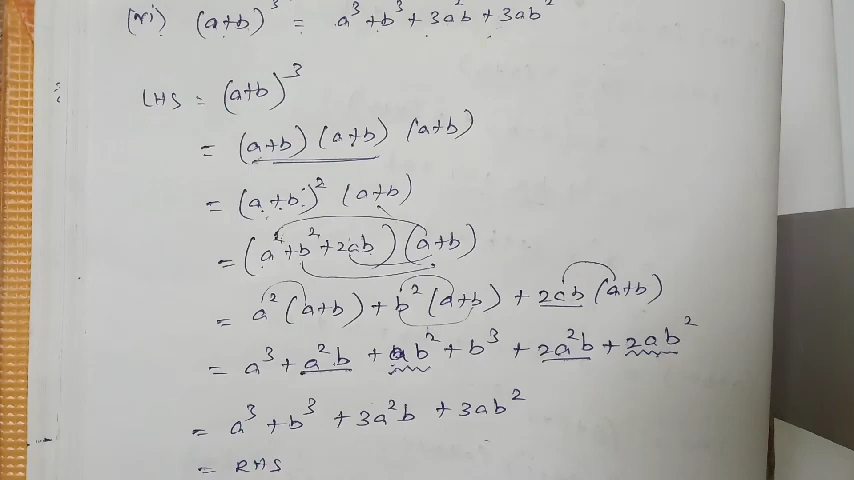 (vi) (a+b)³ = a³ + b³ + 3a²b + 3ab²
LHS = (a+b)³
= (a+b) (a+b) (a+b)
= (a+b)² (a+b)
= (a² + b² + 2ab) (a+b)
= a² (a+b) + b² (a+b) + 2ab (a+b)
= a³ + a²b + ab² + b³ + 2a²b + 2ab²
= a³ + b³ + 3a²b + 3ab²
= RHS